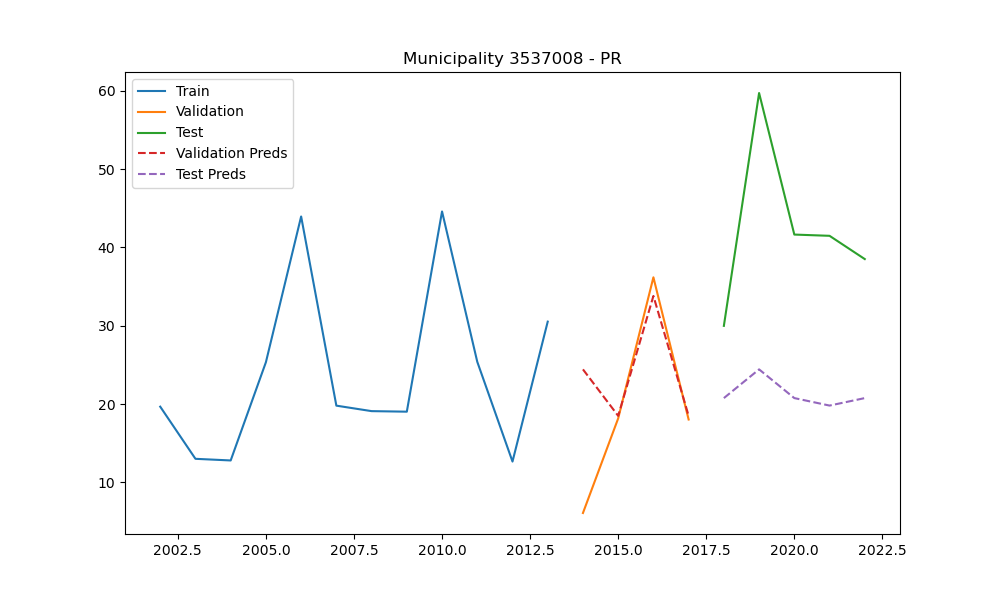 Municipality 3537008 - PR
Train
Validation
Test
Validation Preds
Test Preds
60
50
40
30
20
10
2002.5 2005.0 2007.5 2010.0 2012.5 2015.0 2017.5 2020.0 2022.5